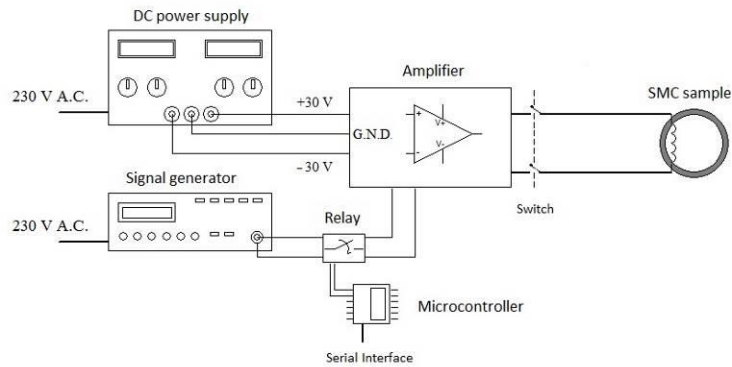 DC power supply
230 V A.C.
Amplifier
+30 V
G.N.D.
−30 V
+
-
V+
V-
SMC sample
Switch
Signal generator
230 V A.C.
Relay
Microcontroller
Serial Interface